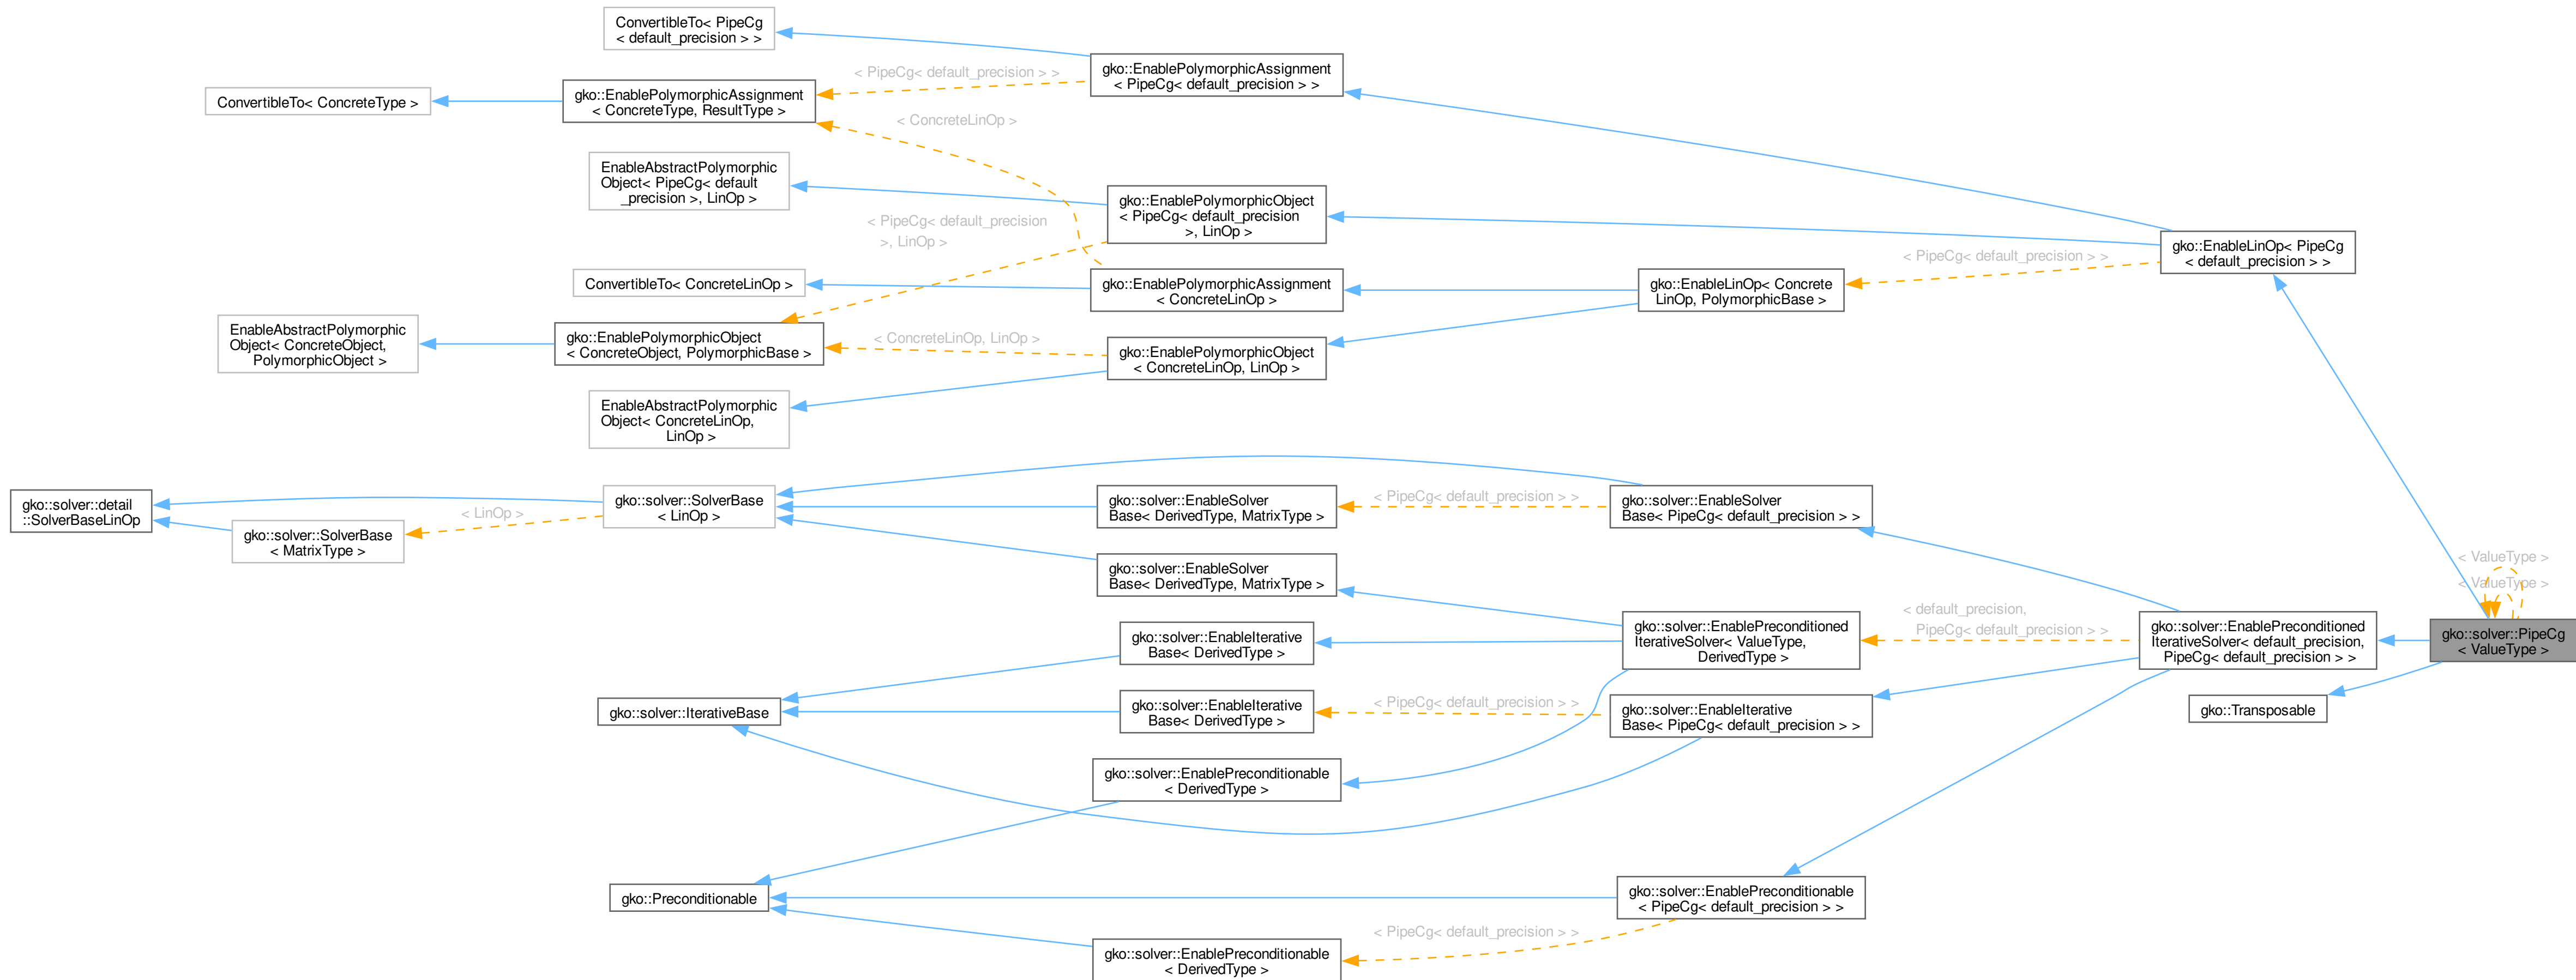 ConvertibleTo< PipeCg
< default_precision > >
gko::EnablePolymorphicAssignment
< PipeCg< default_precision > >
< PipeCg< default_precision > >
ConvertibleTo< ConcreteType >
gko::EnablePolymorphicAssignment
< ConcreteType, ResultType >
< ConcreteLinOp >
EnableAbstractPolymorphic
Object< PipeCg< default
_precision >, LinOp >
gko::EnablePolymorphicObject
< PipeCg< default_precision
>, LinOp >
< PipeCg< default_precision
>, LinOp >
gko::EnableLinOp< PipeCg
< default_precision > >
< PipeCg< default_precision > >
ConvertibleTo< ConcreteLinOp >
gko::EnablePolymorphicAssignment
< ConcreteLinOp >
gko::EnableLinOp< Concrete
LinOp, PolymorphicBase >
EnableAbstractPolymorphic
Object< ConcreteObject,
PolymorphicObject >
gko::EnablePolymorphicObject
< ConcreteObject, PolymorphicBase >
< ConcreteLinOp, LinOp >
gko::EnablePolymorphicObject
< ConcreteLinOp, LinOp >
EnableAbstractPolymorphic
Object< ConcreteLinOp,
LinOp >
gko::solver::detail
::SolverBaseLinOp
gko::solver::SolverBase
< MatrixType >
< LinOp >
gko::solver::SolverBase
< LinOp >
gko::solver::EnableSolver
Base< DerivedType, MatrixType >
< PipeCg< default_precision > >
gko::solver::EnableSolver
Base< PipeCg< default_precision > >
gko::solver::EnableSolver
Base< DerivedType, MatrixType >
< ValueType >
< ValueType >
gko::solver::EnableIterative
Base< DerivedType >
gko::solver::EnablePreconditioned
IterativeSolver< ValueType,
DerivedType >
< default_precision,
PipeCg< default_precision > >
gko::solver::EnablePreconditioned
IterativeSolver< default_precision,
PipeCg< default_precision > >
gko::solver::PipeCg
< ValueType >
gko::solver::IterativeBase
gko::solver::EnableIterative
Base< DerivedType >
< PipeCg< default_precision > >
gko::solver::EnableIterative
Base< PipeCg< default_precision > >
gko::Transposable
gko::solver::EnablePreconditionable
< DerivedType >
gko::Preconditionable
gko::solver::EnablePreconditionable
< PipeCg< default_precision > >
< PipeCg< default_precision > >
gko::solver::EnablePreconditionable
< DerivedType >